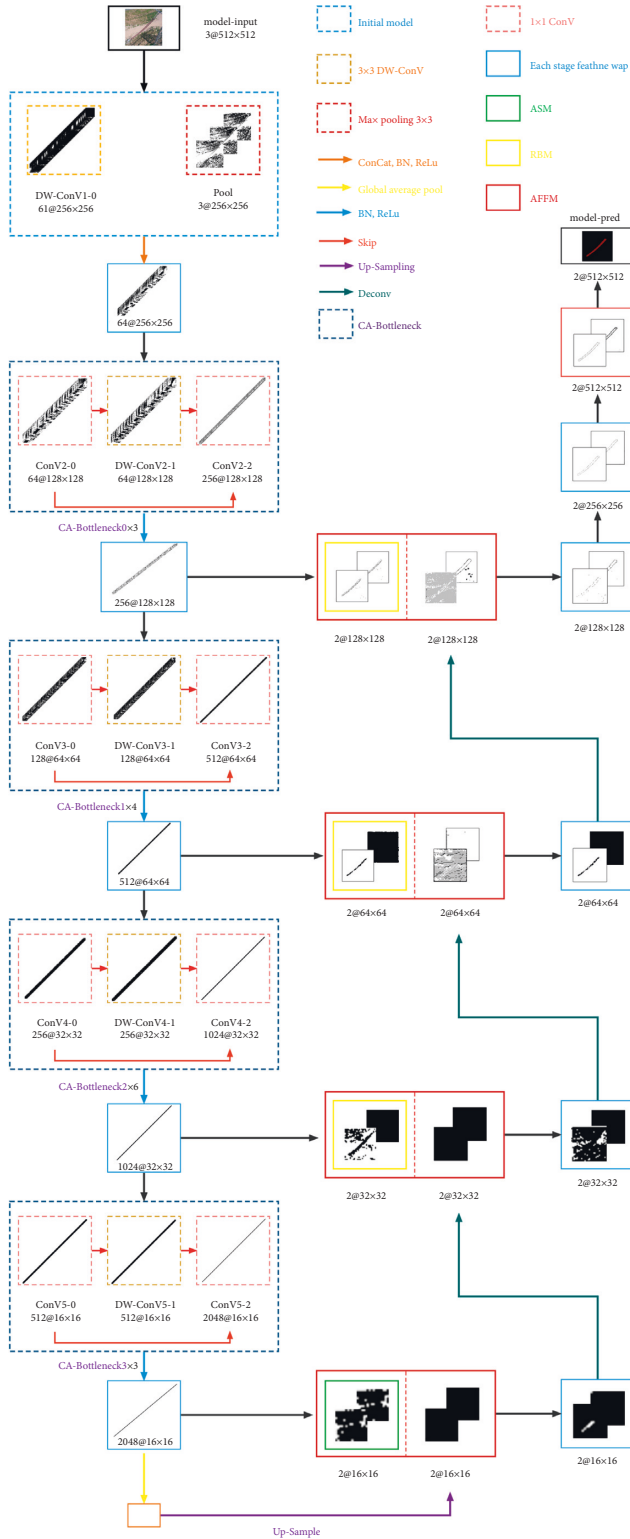 model-input
3@512×512
DW-ConV1-0
61@256×256
Pool
3@256×256
64@256×256
ConV2-0
64@128×128
DW-ConV2-1
64@128×128
ConV2-2
256@128×128
CA-Bottleneck0×3
256@128×128
ConV3-0
128@64×64
DW-ConV3-1
128@64×64
ConV3-2
512@64×64
CA-Bottleneck1×4
512@64×64
ConV4-0
256@32×32
DW-ConV4-1
256@32×32
ConV4-2
1024@32×32
CA-Bottleneck2×6
1024@32×32
ConV5-0
512@16×16
DW-ConV5-1
512@16×16
ConV5-2
2048@16×16
CA-Bottleneck3×3
2048@16×16
Up-Sample
Initial model
3×3 DW-ConV
Max pooling 3×3
ConCat, BN, ReLu
Global average pool
BN, ReLu
Skip
Up-Sampling
Deconv
CA-Bottleneck
1×1 ConV
Each stage feathne wap
ASM
RBM
AFFM
model-pred
2@512×512
2@512×512
2@256×256
2@128×128
2@128×128
2@128×128
2@64×64
2@64×64
2@64×64
2@32×32
2@32×32
2@32×32
2@16×16
2@16×16
2@16×16